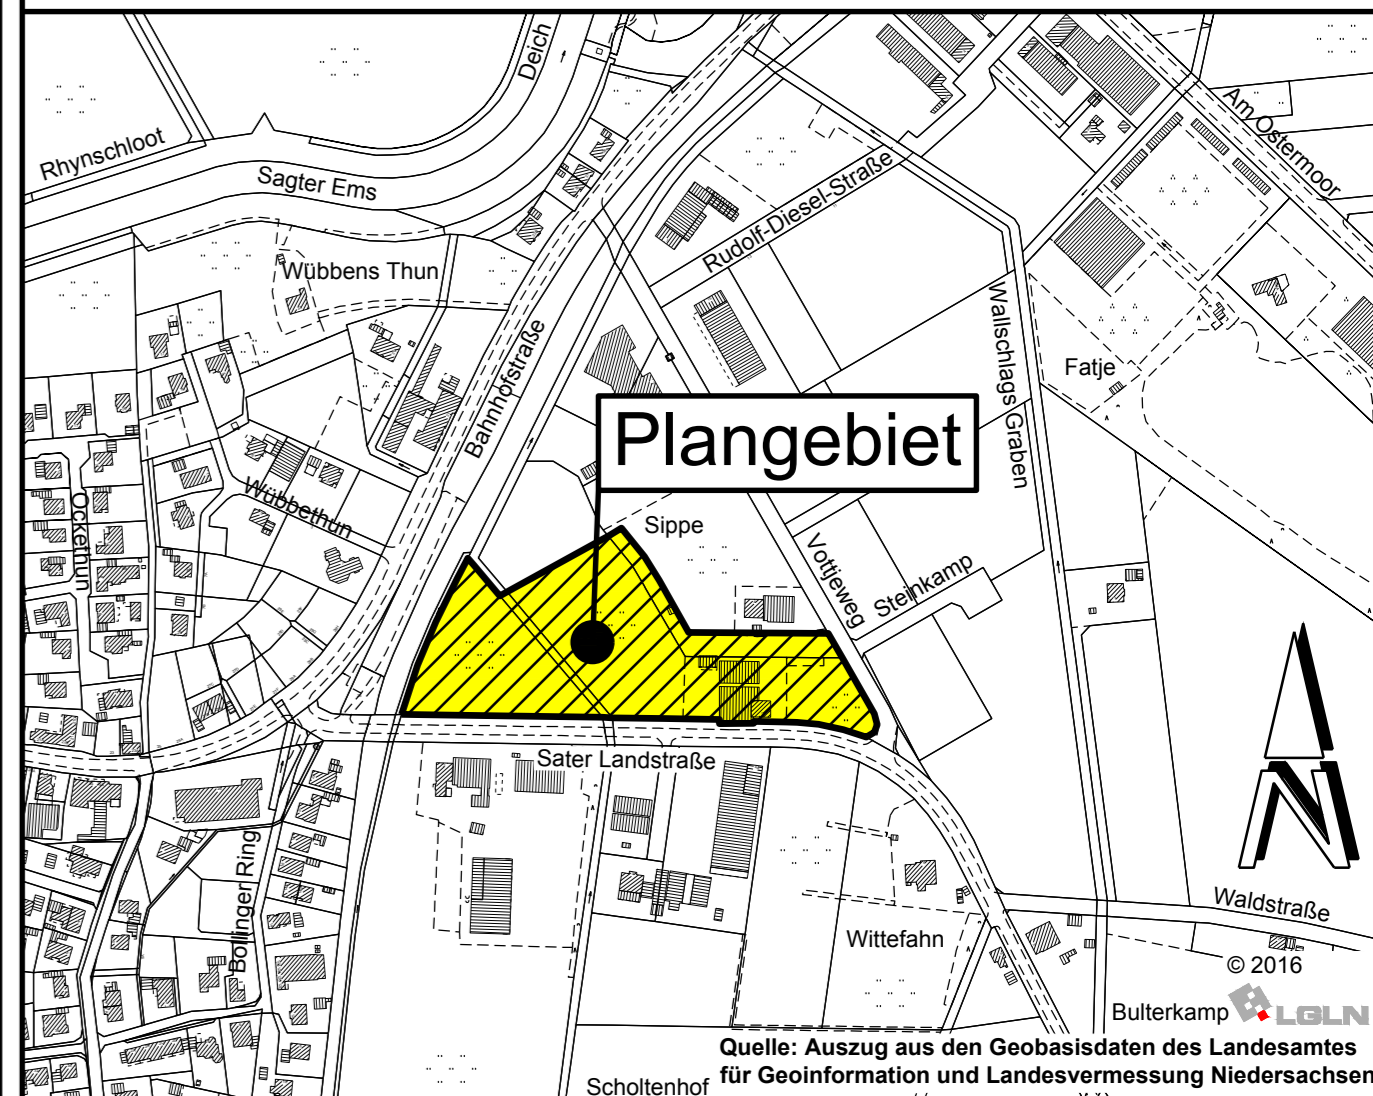 Deich
Rhynschloot
Sagter Ems
Am Ostermoor
Rudolf-Diesel-Straße
Wübbens Thun
Wallschlags Graben
Bahnhofstraße
Fatje
Plangebiet
Wübbethun
Ockethun
Sippe
Vottjeweg
Steinkamp
Sater Landstraße
Bollinger Ring
Waldstraße
Wittefahn
© 2016
Bulterkamp
LGLN
Quelle: Auszug aus den Geobasisdaten des Landesamtes
für Geoinformation und Landesvermessung Niedersachsen
Scholtenhof
N